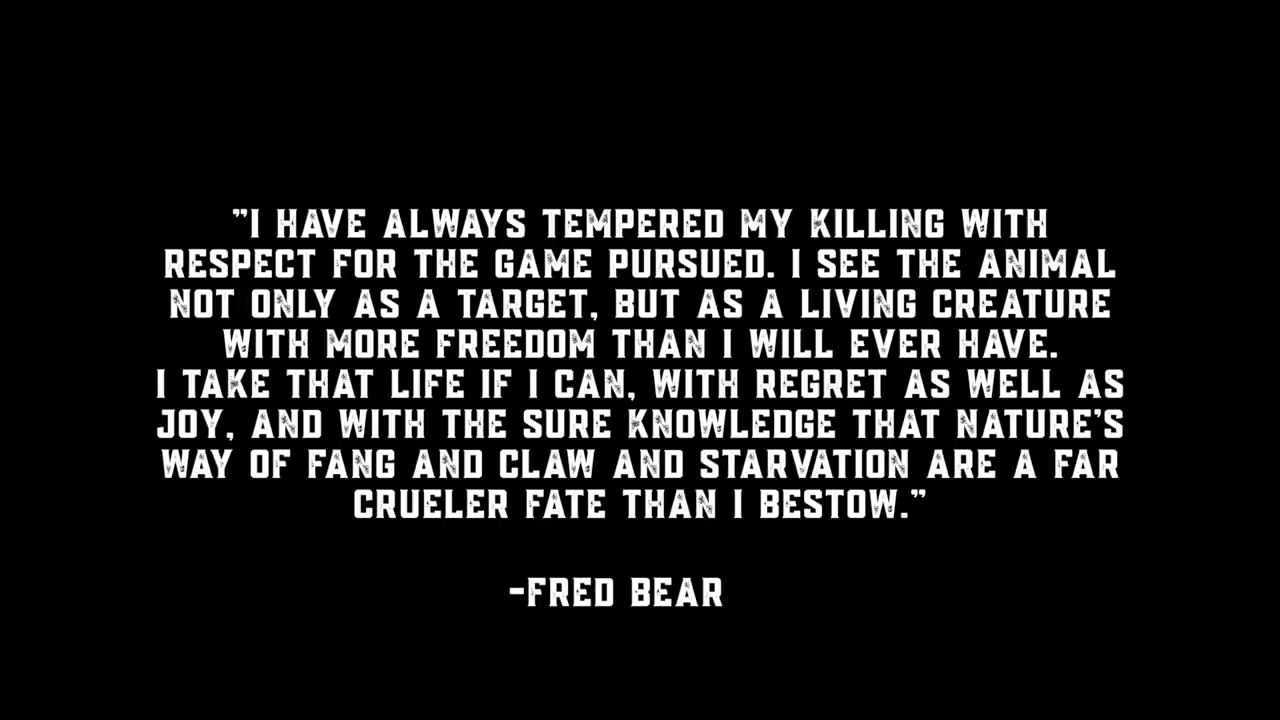 "I HAVE ALWAYS TEMPERED MY KILLING WITH
RESPECT FOR THE GAME PURSUED. I SEE THE ANIMAL
NOT ONLY AS A TARGET, BUT AS A LIVING CREATURE
WITH MORE FREEDOM THAN I WILL EVER HAVE.
I TAKE THAT LIFE IF I CAN, WITH REGRET AS WELL AS
JOY, AND WITH THE SURE KNOWLEDGE THAT NATURE'S
WAY OF FANG AND CLAW AND STARVATION ARE A FAR
CRUELER FATE THAN I BESTOW."
-FRED BEAR